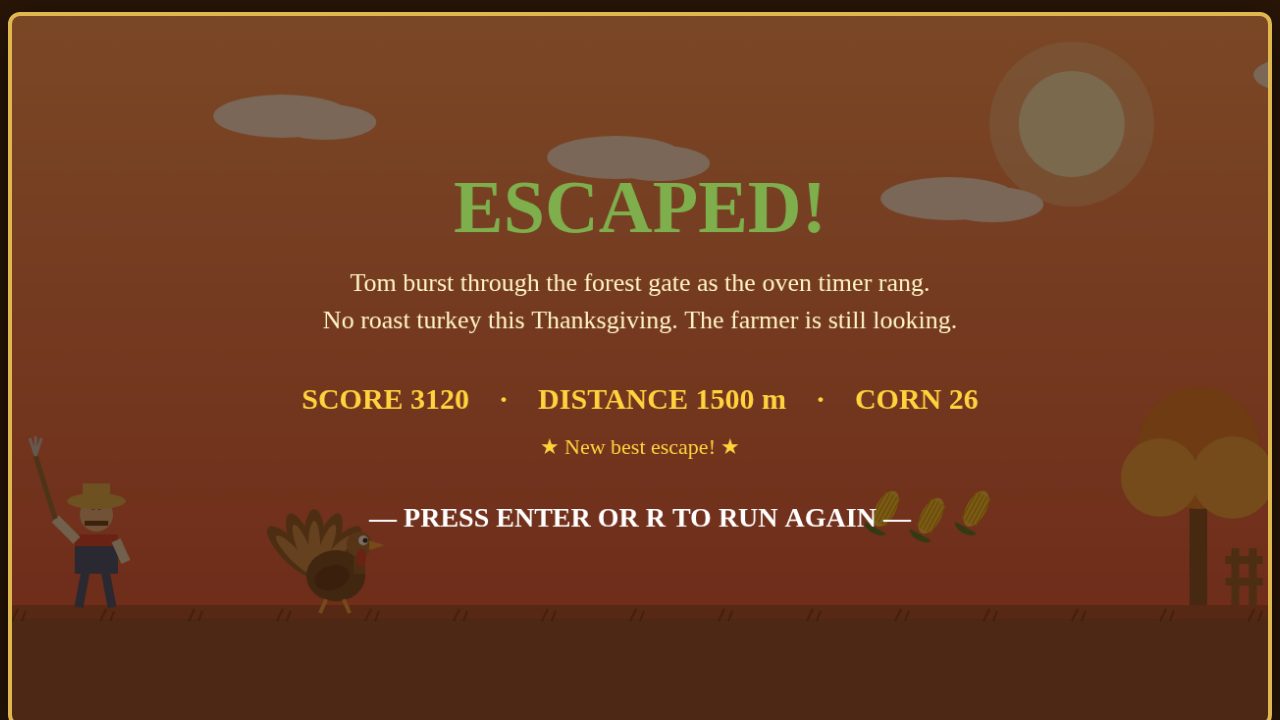 ESCAPED!
Tom burst through the forest gate as the oven timer rang.
No roast turkey this Thanksgiving. The farmer is still looking.
SCORE 3120 · DISTANCE 1500 m · CORN 26
★ New best escape! ★
— PRESS ENTER OR R TO RUN AGAIN —